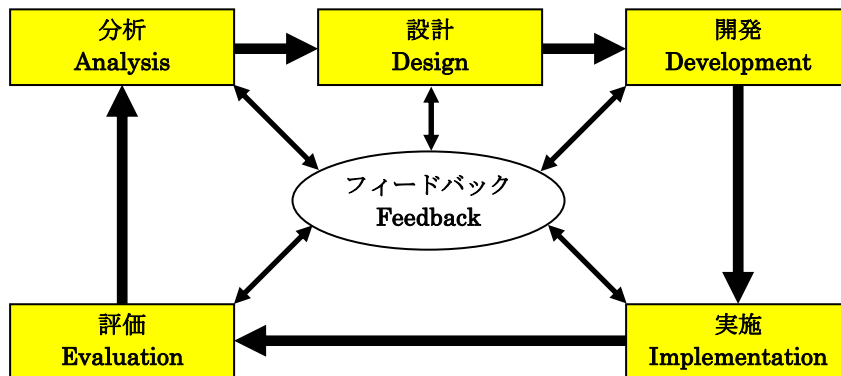 分析
Analysis
設計
Design
開発
Development
フィードバック
Feedback
評価
Evaluation
実施
Implementation